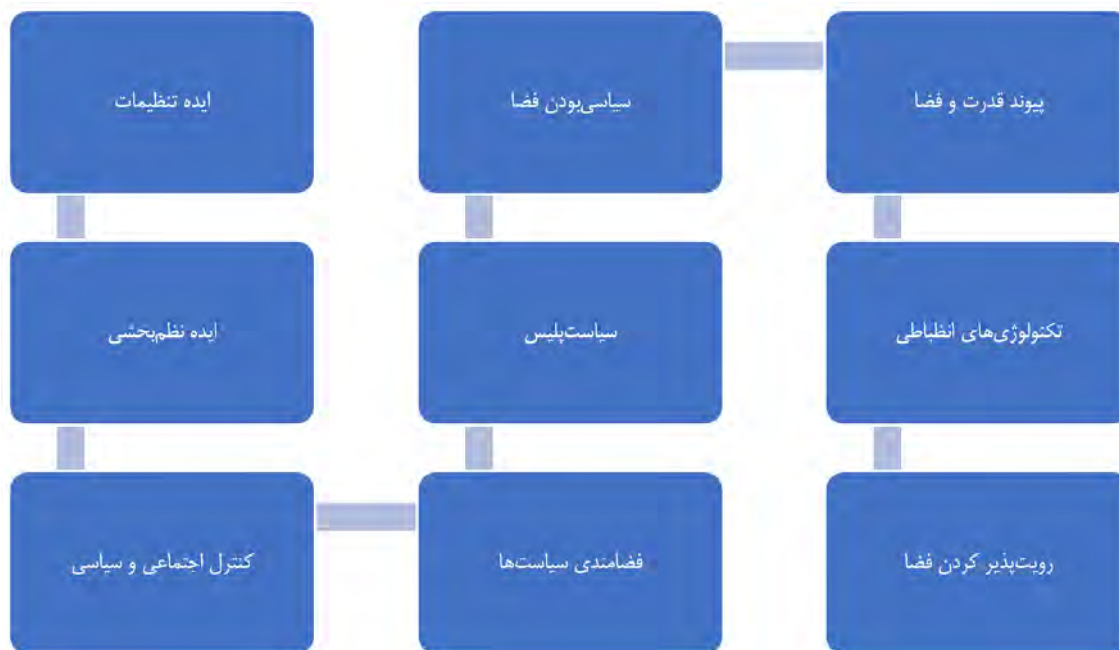 ایده تنظیمات
ایده نظم‌بخشی
کنترل اجتماعی و سیاسی
فضامندی سیاست‌ها
سیاست‌پلیس
سیاسی‌بودن فضا
پیوند قدرت و فضا
تکنولوژی‌های انظباطی
رویت‌پذیر کردن فضا